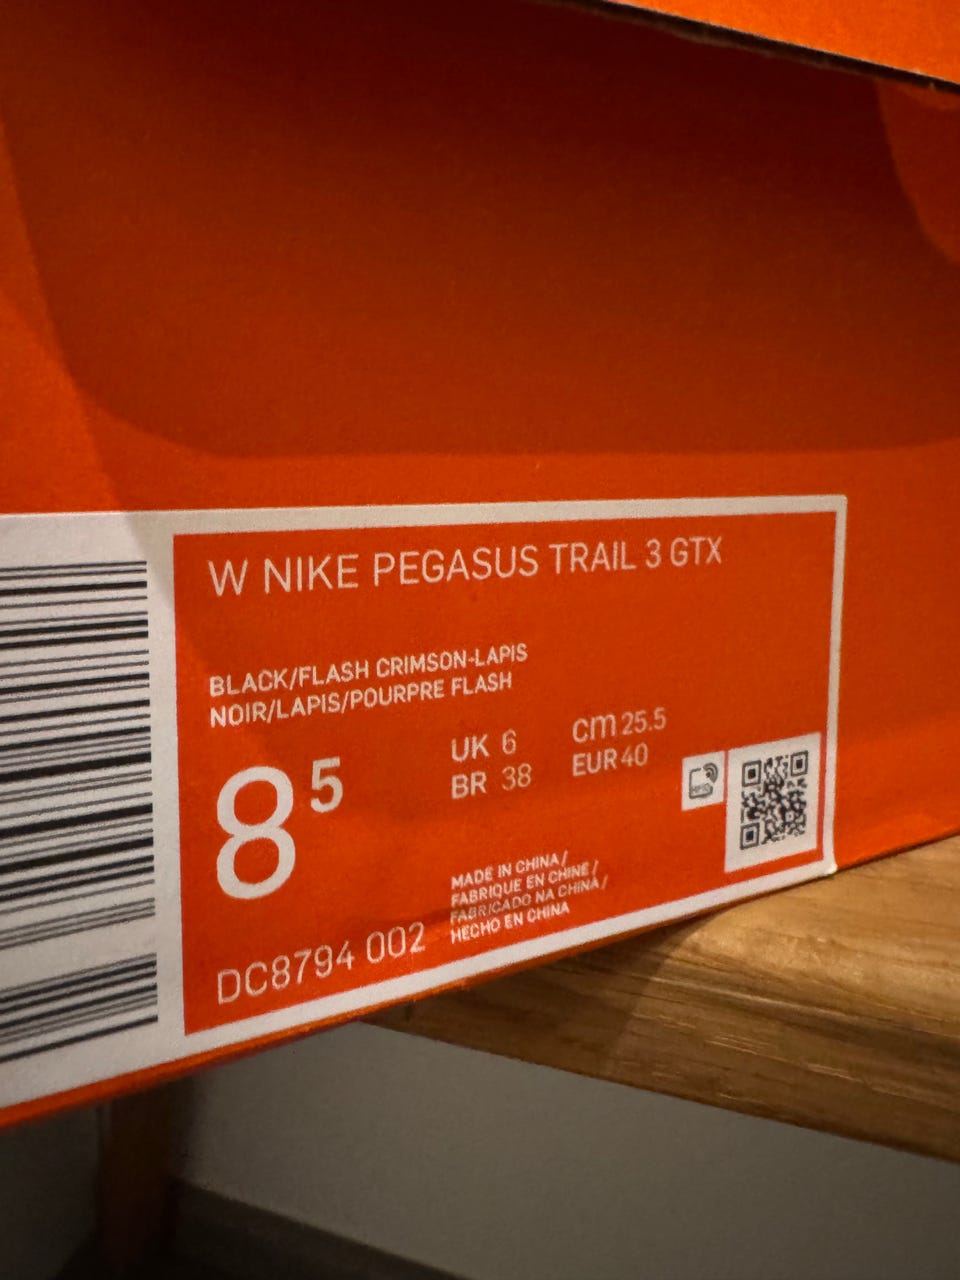 W NIKE PEGASUS TRAIL 3 GTX
BLACK/FLASH CRIMSON-LAPIS
NOIR/LAPIS/POURPRE FLASH
8 5
UK 6
BR 38
cm 25.5
EUR 40
MADE IN CHINA/
FABRIQUE EN CHINE/
FABRICADO NA CHINA/
HECHO EN CHINA
DC8794 002